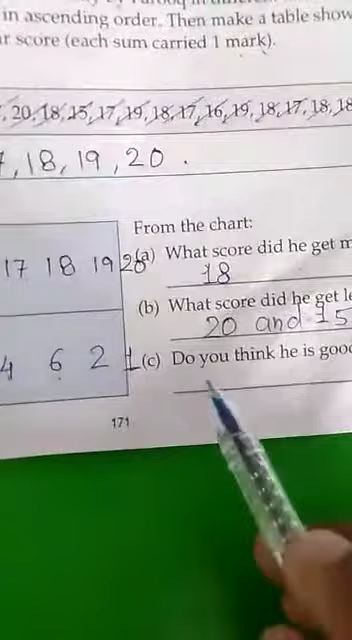 in ascending order. Then make a table show
score (each sum carried 1 mark).
, 20, 18, 15, 17, 19, 18, 17, 16, 19, 18, 17, 18, 18
, 18, 19, 20 .
From the chart:
17 18 19 20 (a) What score did he get
18
(b) What score did he get
20 and 15
4 6 2 1 (c) Do you think he is
171